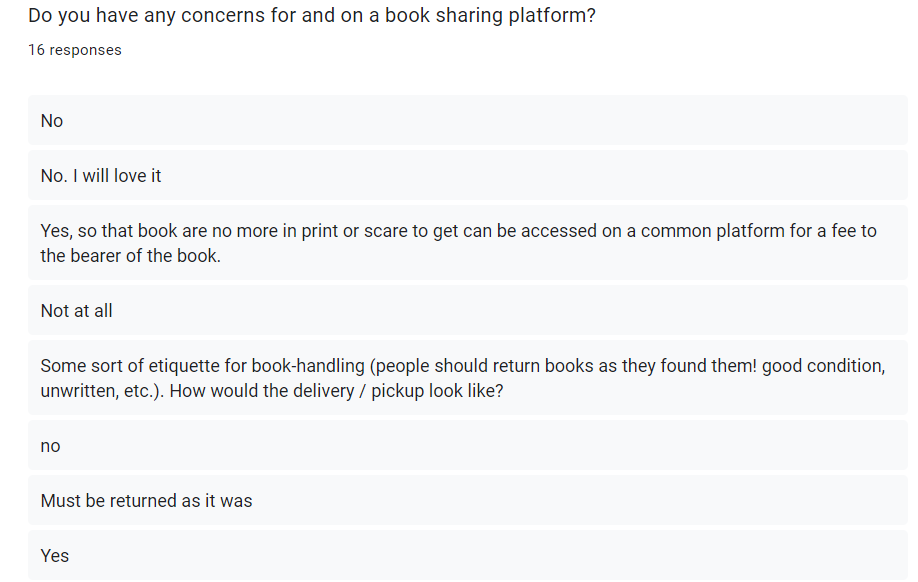 Do you have any concerns for and on a book sharing platform?
16 responses
No
No. I will love it
Yes, so that book are no more in print or scare to get can be accessed on a common platform for a fee to
the bearer of the book.
Not at all
Some sort of etiquette for book-handling (people should return books as they found them! good condition,
unwritten, etc.). How would the delivery / pickup look like?
no
Must be returned as it was
Yes